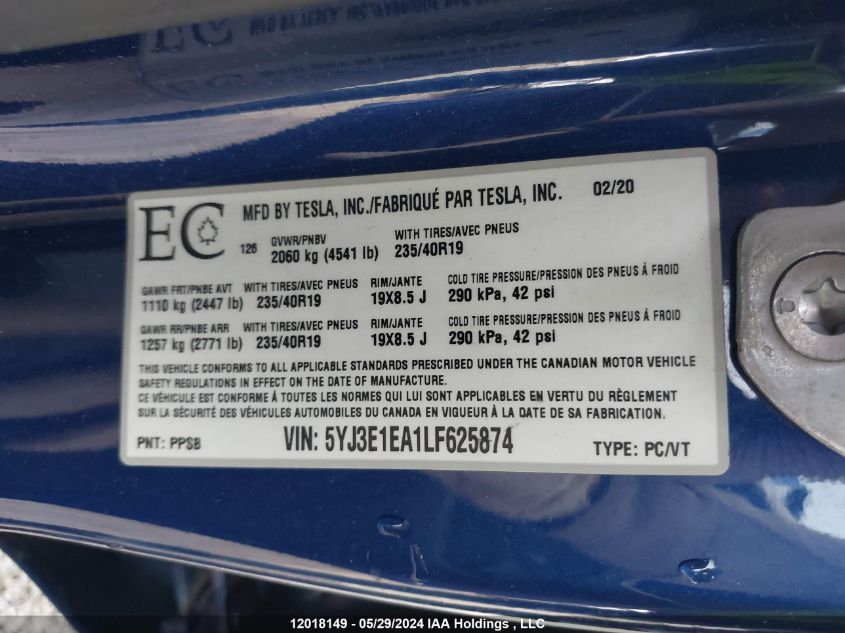 EC
MFD BY TESLA, INC./FABRIQUÉ PAR TESLA, INC. 02/20
126 GVWR/PNBV WITH TIRES/AVEC PNEUS
2060 kg (4541 lb) 235/40R19
GAWR FRT/PNBE AVT WITH TIRES/AVEC PNEUS RIM/JANTE COLD TIRE PRESSURE/PRESSION DES PNEUS À FROID
1110 kg (2447 lb) 235/40R19 19X8.5 J 290 kPa, 42 psi
GAWR RR/PNBE ARR WITH TIRES/AVEC PNEUS RIM/JANTE COLD TIRE PRESSURE/PRESSION DES PNEUS À FROID
1257 kg (2771 lb) 235/40R19 19X8.5 J 290 kPa, 42 psi
THIS VEHICLE CONFORMS TO ALL APPLICABLE STANDARDS PRESCRIBED UNDER THE CANADIAN MOTOR VEHICLE
SAFETY REGULATIONS IN EFFECT ON THE DATE OF MANUFACTURE.
CE VÉHICULE EST CONFORME À TOUTES LES NORMES QUI LUI SONT APPLICABLES EN VERTU DU RÈGLEMENT
SUR LA SÉCURITÉ DES VÉHICULES AUTOMOBILES DU CANADA EN VIGUEUR À LA DATE DE SA FABRICATION.
PNT: PPSB VIN: 5YJ3E1EA1LF625874 TYPE: PC/VT
12018149 - 05/29/2024 IAA Holdings , LLC